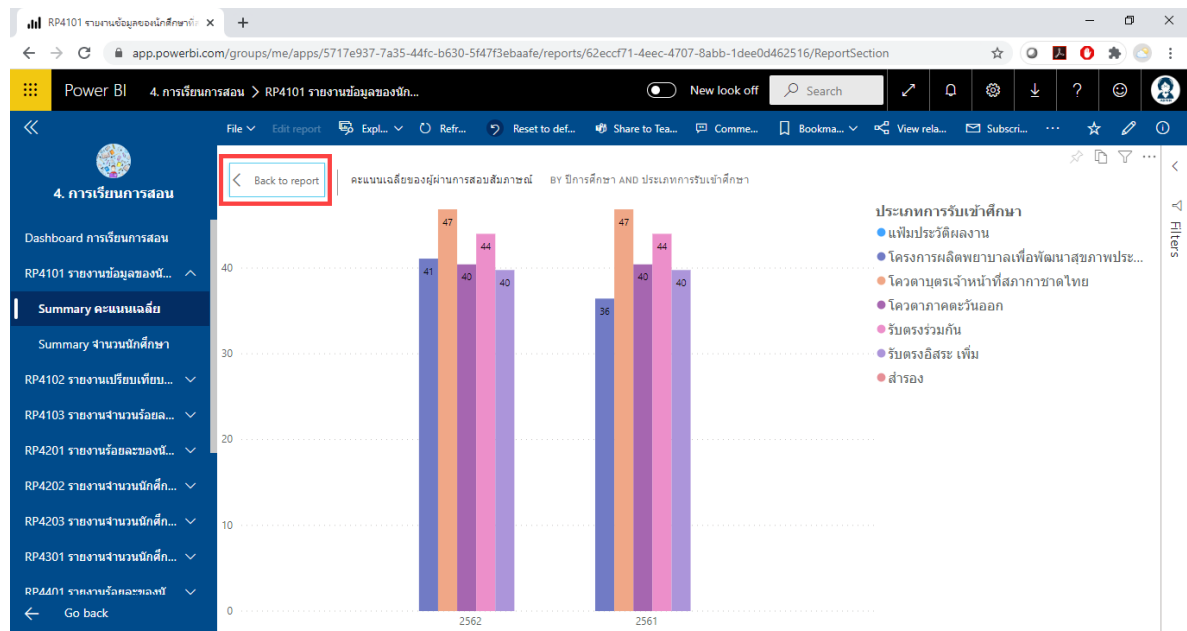 RP4101 รายงานข้อมูลของนักศึกษาที่
app.powerbi.com/groups/me/apps/5717e937-7a35-44fc-b630-5f47f3ebaafe/reports/62eccf71-4eec-4707-8abb-1dee0d462516/ReportSection
Power BI 4. การเรียนการสอน > RP4101 รายงานข้อมูลของนัก... New look off Search
File Edit report Expl... Refr... Reset to def... Share to Tea... Comme... Bookma... View rela... Subscri... ...
Back to report คะแนนเฉลี่ยของผู้ผ่านการสอบสัมภาษณ์ BY ปีการศึกษา AND ประเภทการรับเข้าศึกษา
4. การเรียนการสอน
Dashboard การเรียนการสอน
RP4101 รายงานข้อมูลของนั...
Summary คะแนนเฉลี่ย
Summary จำนวนนักศึกษา
RP4102 รายงานเปรียบเทียบ...
RP4103 รายงานจำนวนร้อยล...
RP4201 รายงานร้อยละของนั...
RP4202 รายงานจำนวนนักศึก...
RP4203 รายงานจำนวนนักศึก...
RP4301 รายงานจำนวนนักศึก...
RP4401 รายงานร้อยละของนั
Go back
40
30
20
10
0
41 47 40 44 40
36 47 40 44 40
2562 2561
ประเภทการรับเข้าศึกษา
แฟ้มประวัติผลงาน
โครงการผลิตพยาบาลเพื่อพัฒนาสุขภาพประ...
โควตาบุตรเจ้าหน้าที่สภากาชาดไทย
โควตาภาคตะวันออก
รับตรงร่วมกัน
รับตรงอิสระ เพิ่ม
สำรอง
Filters